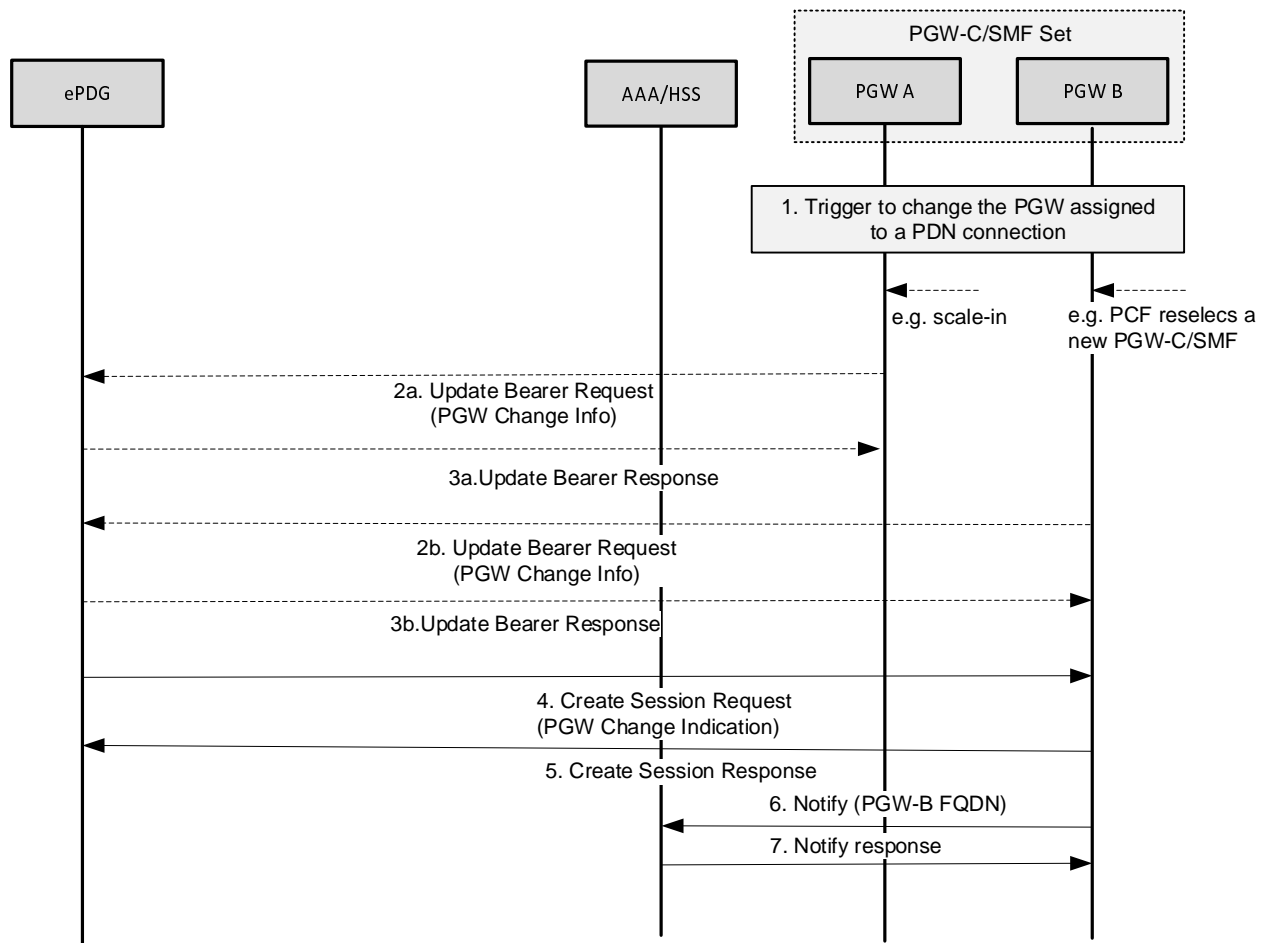 PGW-C/SMF Set
ePDG
AAA/HSS
PGW A
PGW B
1. Trigger to change the PGW assigned
to a PDN connection
e.g. scale-in
e.g. PCF reselecs a
new PGW-C/SMF
2a. Update Bearer Request
(PGW Change Info)
3a.Update Bearer Response
2b. Update Bearer Request
(PGW Change Info)
3b.Update Bearer Response
4. Create Session Request
(PGW Change Indication)
5. Create Session Response
6. Notify (PGW-B FQDN)
7. Notify response